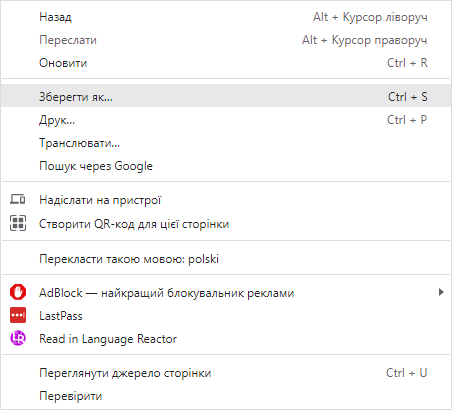 Назад Alt + Курсор ліворуч
Переслати Alt + Курсор праворуч
Оновити Ctrl + R
Зберегти як... Ctrl + S
Друк... Ctrl + P
Транслювати...
Пошук через Google
Надіслати на пристрої
Створити QR-код для цієї сторінки
Перекласти такою мовою: polski
AdBlock — найкращий блокувальник реклами
LastPass
LR Read in Language Reactor
Переглянути джерело сторінки Ctrl + U
Перевірити